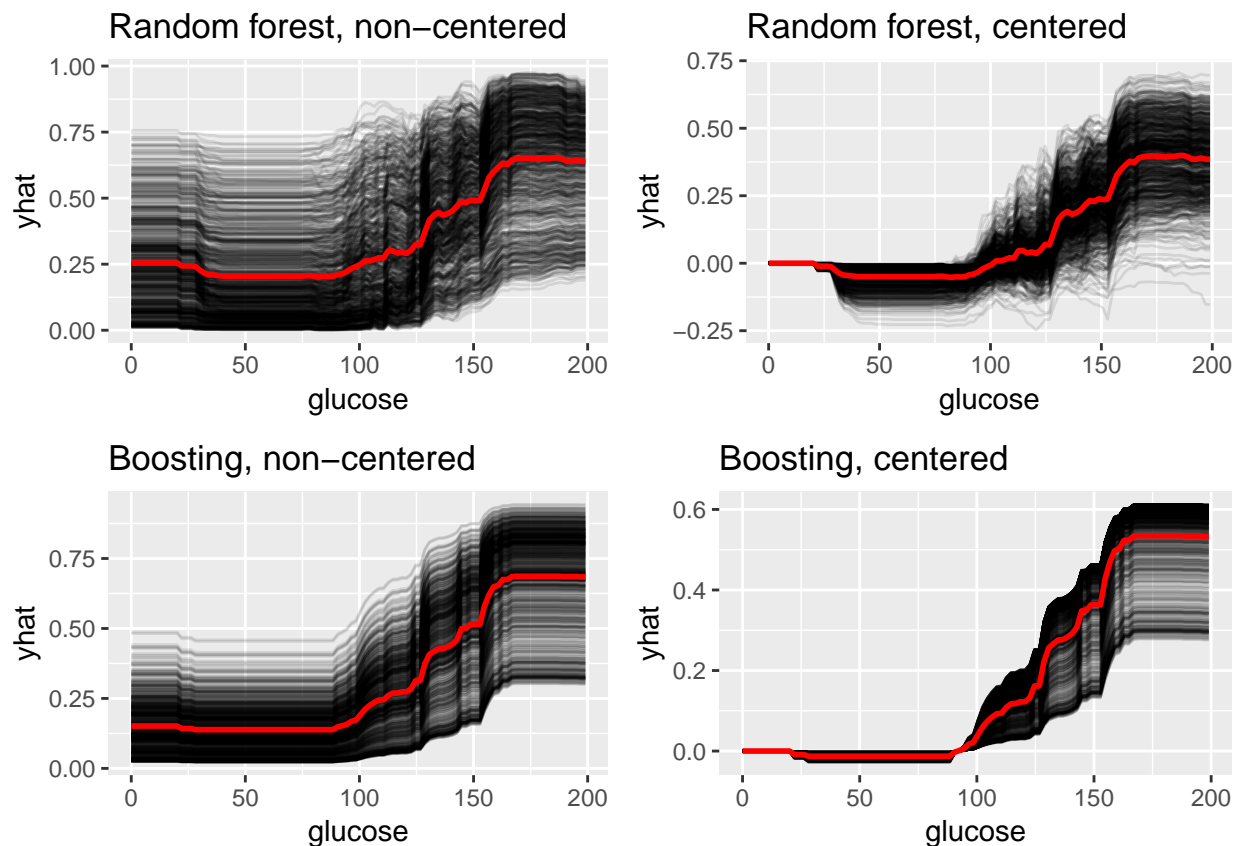 Random forest, non−centered
1.00
0.75
0.50
0.25
0.00
yhat
0 50 100 150 200
glucose
Random forest, centered
0.75
0.50
0.25
0.00
−0.25
yhat
0 50 100 150 200
glucose
Boosting, non−centered
0.75
0.50
0.25
0.00
yhat
0 50 100 150 200
glucose
Boosting, centered
0.6
0.4
0.2
0.0
yhat
0 50 100 150 200
glucose